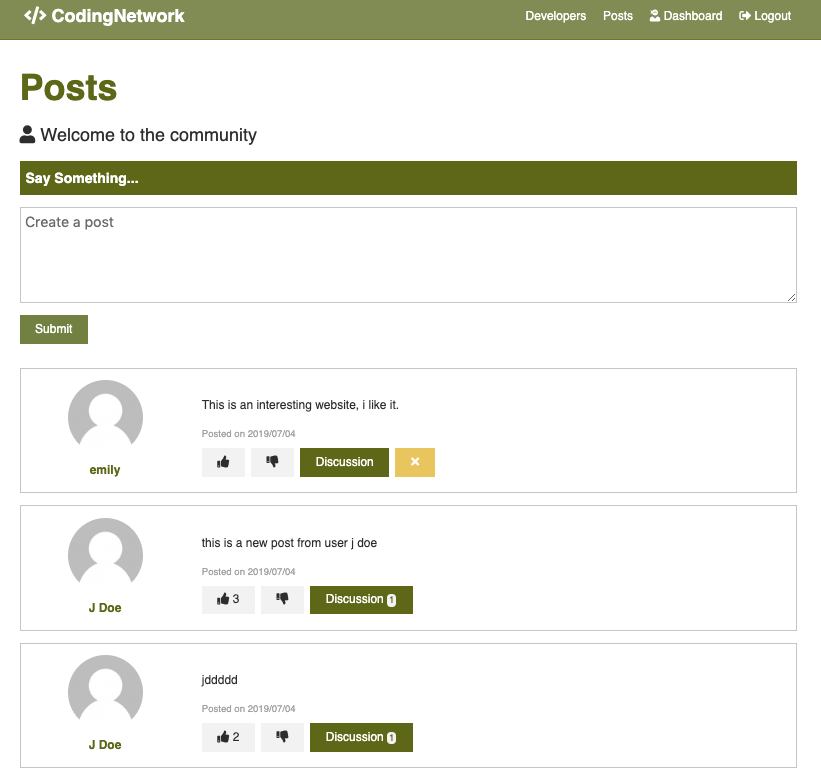 </> CodingNetwork
Developers Posts Dashboard Logout
Posts
Welcome to the community
Say Something...
Create a post
Submit
This is an interesting website, i like it.
Posted on 2019/07/04
emily
Discussion ×
this is a new post from user j doe
Posted on 2019/07/04
J Doe
3 Discussion 1
jddddd
Posted on 2019/07/04
J Doe
2 Discussion 1